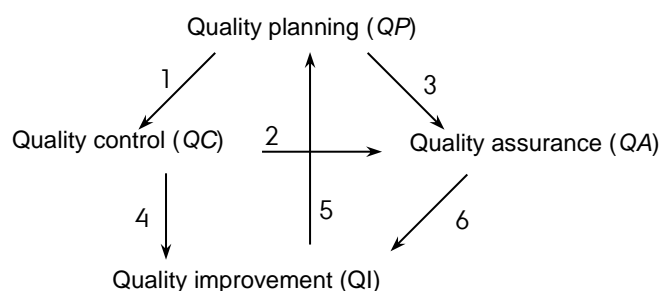 Quality planning (QP)
1
3
Quality control (QC)
2
Quality assurance (QA)
4
5
6
Quality improvement (QI)